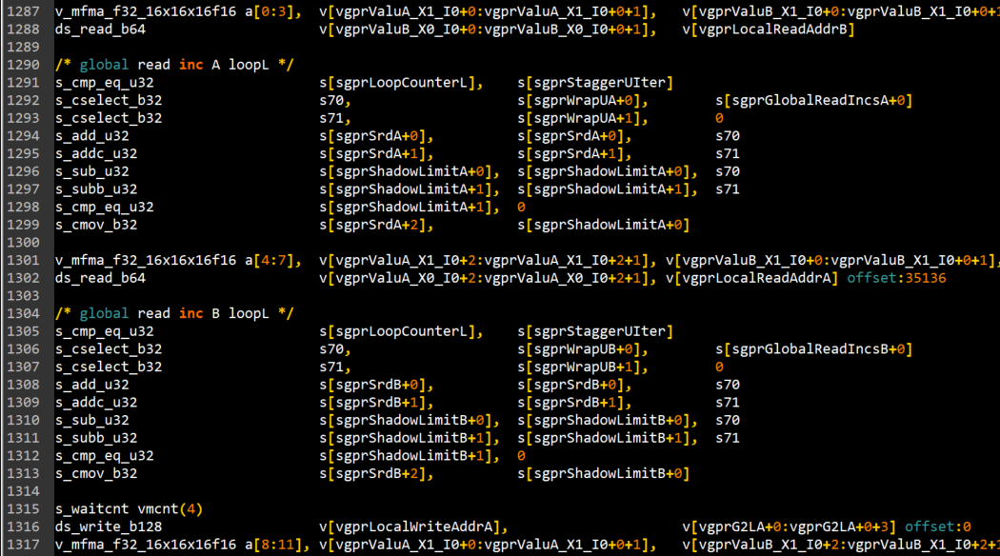 1287 v_mfma_f32_16x16x16f16 a[0:3], v[vgprValuA_X1_I0+0:vgprValuA_X1_I0+0+1], v[vgprValuB_X1_I0+0:vgprValuB_X1_I0+0+1
1288 ds_read_b64 v[vgprValuB_X0_I0+0:vgprValuB_X0_I0+0+1], v[vgprLocalReadAddrB]
1289
1290 /* global read inc A loopL */
1291 s_cmp_eq_u32 s[sgprLoopCounterL], s[sgprStaggerUIter]
1292 s_cselect_b32 s70, s[sgprWrapUA+0], s[sgprGlobalReadIncsA+0]
1293 s_cselect_b32 s71, s[sgprWrapUA+1], 0
1294 s_add_u32 s[sgprSrdA+0], s[sgprSrdA+0], s70
1295 s_addc_u32 s[sgprSrdA+1], s[sgprSrdA+1], s71
1296 s_sub_u32 s[sgprShadowLimitA+0], s[sgprShadowLimitA+0], s70
1297 s_subb_u32 s[sgprShadowLimitA+1], s[sgprShadowLimitA+1], s71
1298 s_cmp_eq_u32 s[sgprShadowLimitA+1], 0
1299 s_cmov_b32 s[sgprSrdA+2], s[sgprShadowLimitA+0]
1300
1301 v_mfma_f32_16x16x16f16 a[4:7], v[vgprValuA_X1_I0+2:vgprValuA_X1_I0+2+1], v[vgprValuB_X1_I0+0:vgprValuB_X1_I0+0+1],
1302 ds_read_b64 v[vgprValuA_X0_I0+2:vgprValuA_X0_I0+2+1], v[vgprLocalReadAddrA] offset:35136
1303
1304 /* global read inc B loopL */
1305 s_cmp_eq_u32 s[sgprLoopCounterL], s[sgprStaggerUIter]
1306 s_cselect_b32 s70, s[sgprWrapUB+0], s[sgprGlobalReadIncsB+0]
1307 s_cselect_b32 s71, s[sgprWrapUB+1], 0
1308 s_add_u32 s[sgprSrdB+0], s[sgprSrdB+0], s70
1309 s_addc_u32 s[sgprSrdB+1], s[sgprSrdB+1], s71
1310 s_sub_u32 s[sgprShadowLimitB+0], s[sgprShadowLimitB+0], s70
1311 s_subb_u32 s[sgprShadowLimitB+1], s[sgprShadowLimitB+1], s71
1312 s_cmp_eq_u32 s[sgprShadowLimitB+1], 0
1313 s_cmov_b32 s[sgprSrdB+2], s[sgprShadowLimitB+0]
1314
1315 s_waitcnt vmcnt(4)
1316 ds_write_b128 v[vgprLocalWriteAddrA], v[vgprG2LA+0:vgprG2LA+0+3] offset:0
1317 v_mfma_f32_16x16x16f16 a[8:11], v[vgprValuA_X1_I0+0:vgprValuA_X1_I0+0+1], v[vgprValuB_X1_I0+2:vgprValuB_X1_I0+2+1